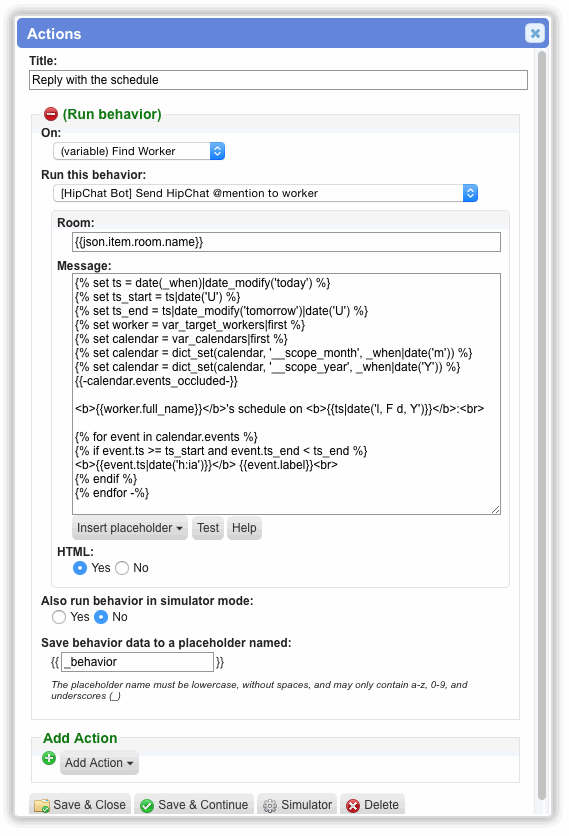 Actions
Title:
Reply with the schedule
(Run behavior)
On:
(variable) Find Worker
Run this behavior:
[HipChat Bot] Send HipChat @mention to worker
Room:
{{json.item.room.name}}
Message:
{% set ts = date(_when)|date_modify('today') %}
{% set ts_start = ts|date('U') %}
{% set ts_end = ts|date_modify('tomorrow')|date('U') %}
{% set worker = var_target_workers|first %}
{% set calendar = var_calendars|first %}
{% set calendar = dict_set(calendar, '__scope_month', _when|date('m')) %}
{% set calendar = dict_set(calendar, '__scope_year', _when|date('Y')) %}
{{-calendar.events_occluded-}}
<b>{{worker.full_name}}</b>'s schedule on <b>{{ts|date('l, F d, Y')}}</b>:<br>
{% for event in calendar.events %}
{% if event.ts >= ts_start and event.ts_end < ts_end %}
<b>{{event.ts|date('h:ia')}}</b> {{event.label}}<br>
{% endif %}
{% endfor -%}
Insert placeholder Test Help
HTML:
Yes No
Also run behavior in simulator mode:
Yes No
Save behavior data to a placeholder named:
{{ _behavior }}
The placeholder name must be lowercase, without spaces, and may only contain a-z, 0-9, and
underscores (_)
Add Action
Add Action
Save & Close Save & Continue Simulator Delete